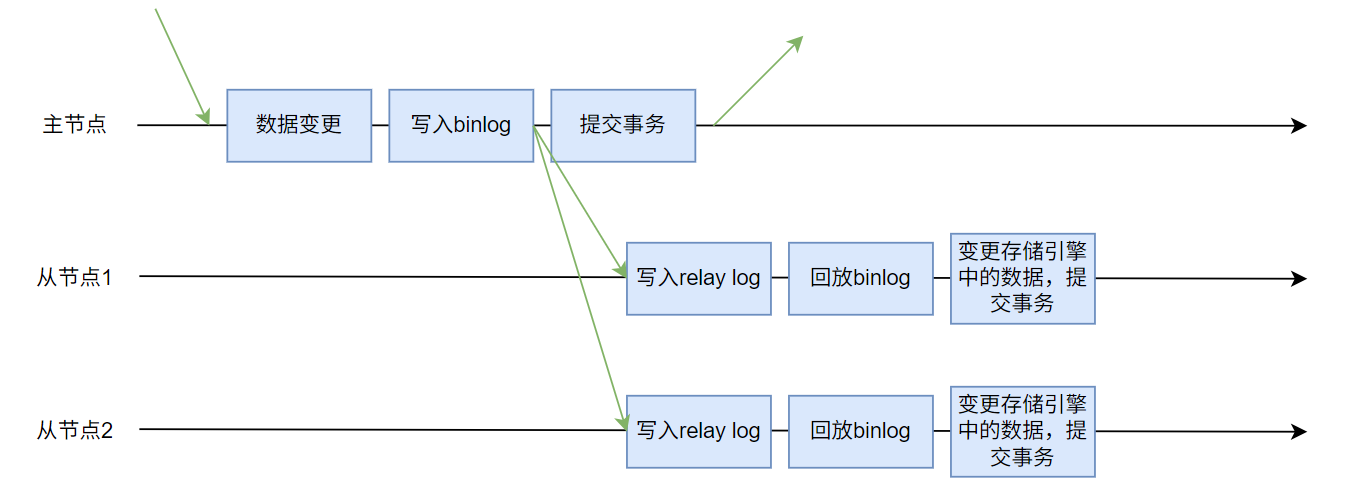 主节点
数据变更
写入binlog
提交事务
从节点1
写入relay log
回放binlog
变更存储引擎
中的数据，提
交事务
从节点2
写入relay log
回放binlog
变更存储引擎
中的数据，提
交事务